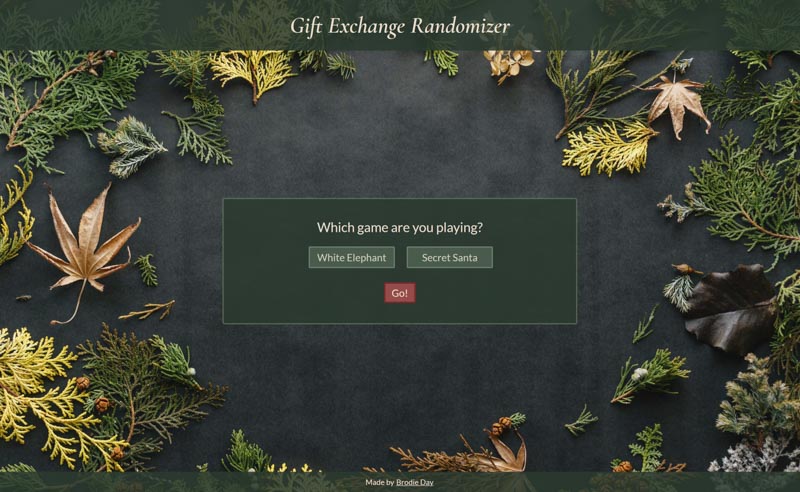 Gift Exchange Randomizer
Which game are you playing?
White Elephant Secret Santa
Go!
Made by Brodie Day